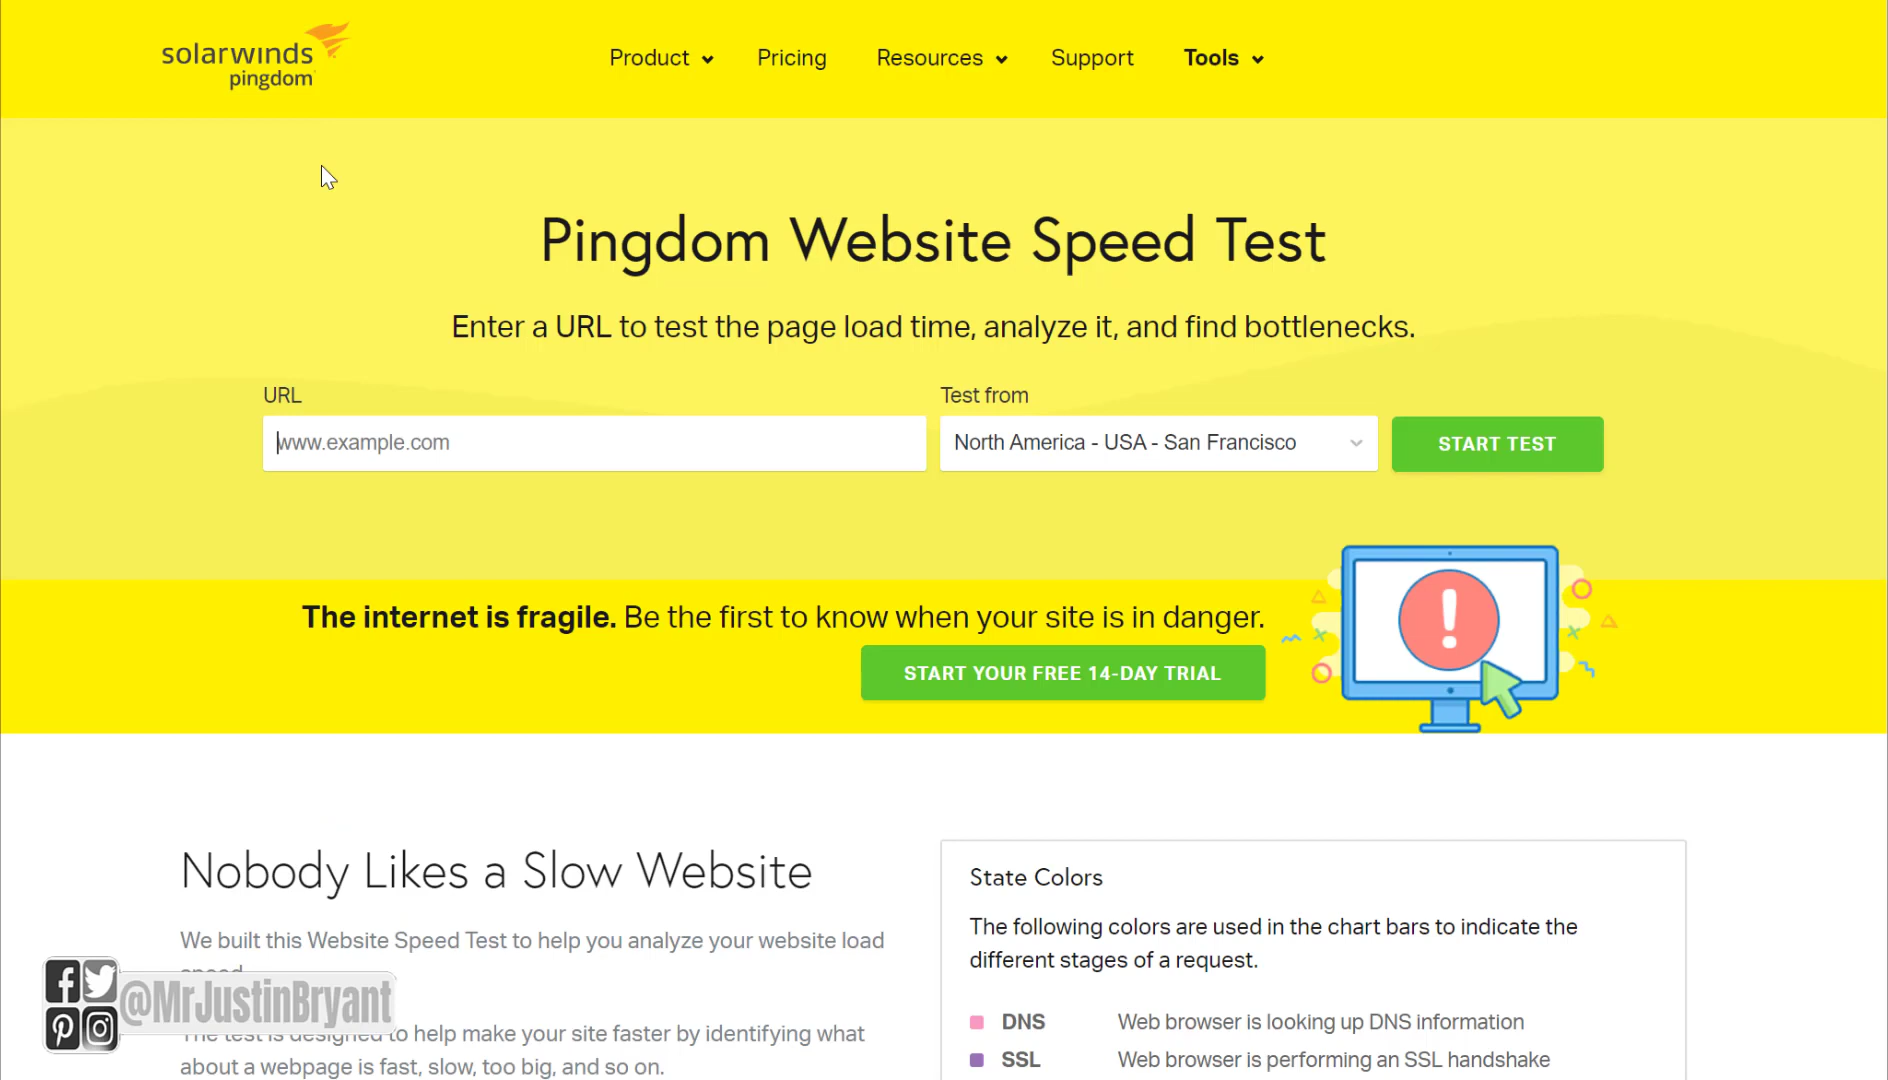 solarwinds
pingdom
Product
Pricing
Resources
Support
Tools
Pingdom Website Speed Test
Enter a URL to test the page load time, analyze it, and find bottlenecks.
URL
Test from
www.example.com
North America - USA - San Francisco
START TEST
The internet is fragile. Be the first to know when your site is in danger.
START YOUR FREE 14-DAY TRIAL
Nobody Likes a Slow Website
We built this Website Speed Test to help you analyze your website load
speed.
The test is designed to help make your site faster by identifying what
about a webpage is fast, slow, too big, and so on.
State Colors
The following colors are used in the chart bars to indicate the
different stages of a request.
DNS Web browser is looking up DNS information
SSL Web browser is performing an SSL handshake
@MrJustinBryant